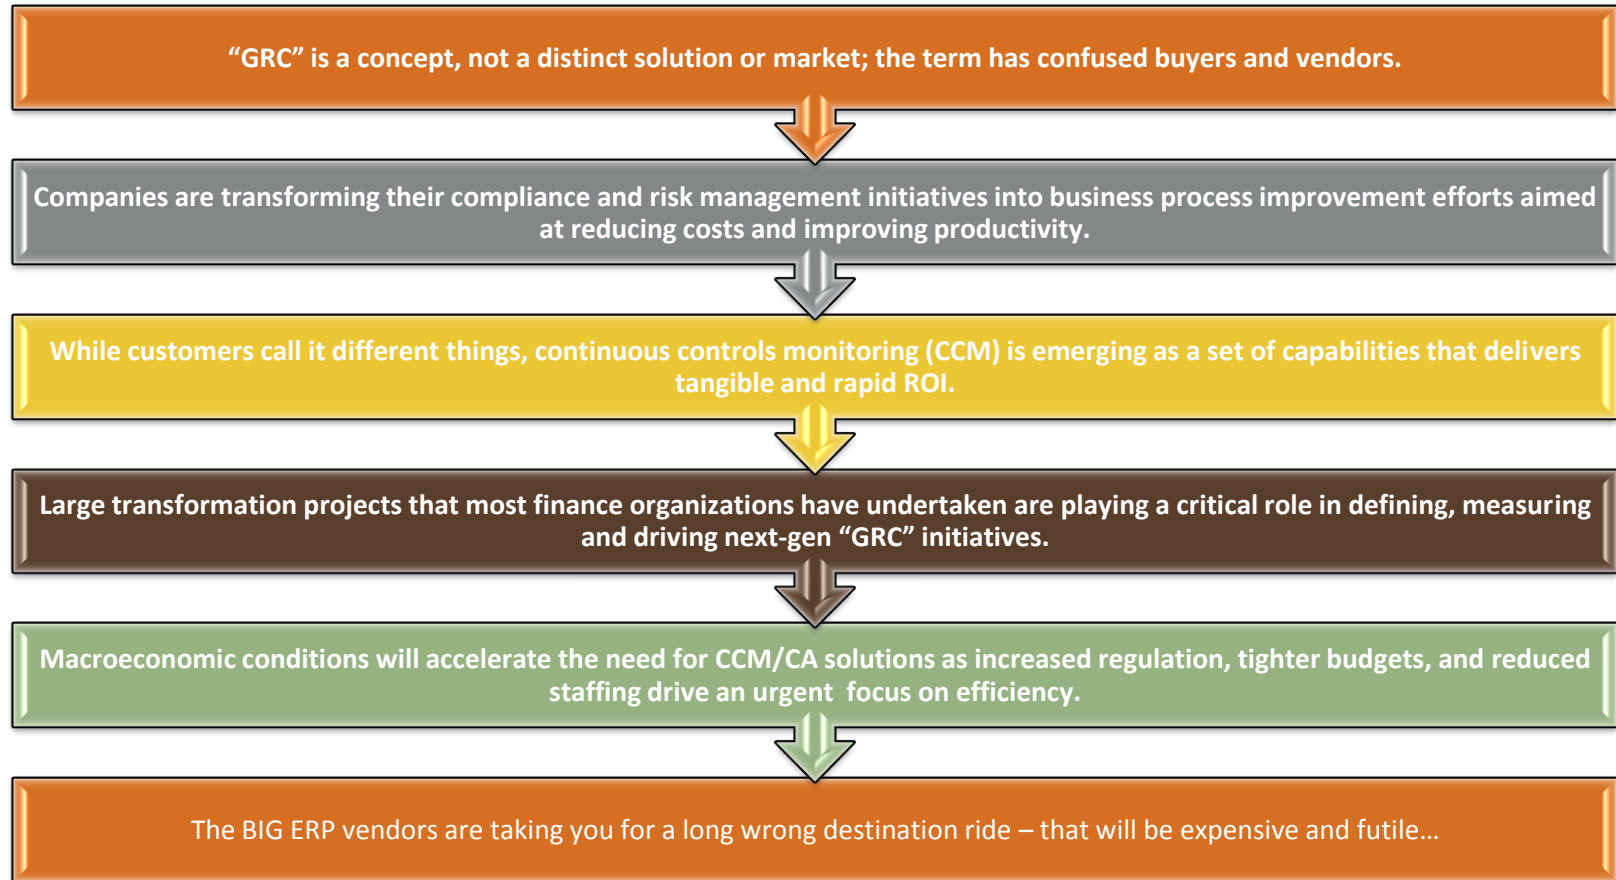 “GRC” is a concept, not a distinct solution or market; the term has confused buyers and vendors.
Companies are transforming their compliance and risk management initiatives into business process improvement efforts aimed
at reducing costs and improving productivity.
While customers call it different things, continuous controls monitoring (CCM) is emerging as a set of capabilities that delivers
tangible and rapid ROI.
Large transformation projects that most finance organizations have undertaken are playing a critical role in defining, measuring
and driving next-gen “GRC” initiatives.
Macroeconomic conditions will accelerate the need for CCM/CA solutions as increased regulation, tighter budgets, and reduced
staffing drive an urgent  focus on efficiency.
The BIG ERP vendors are taking you for a long wrong destination ride – that will be expensive and futile…